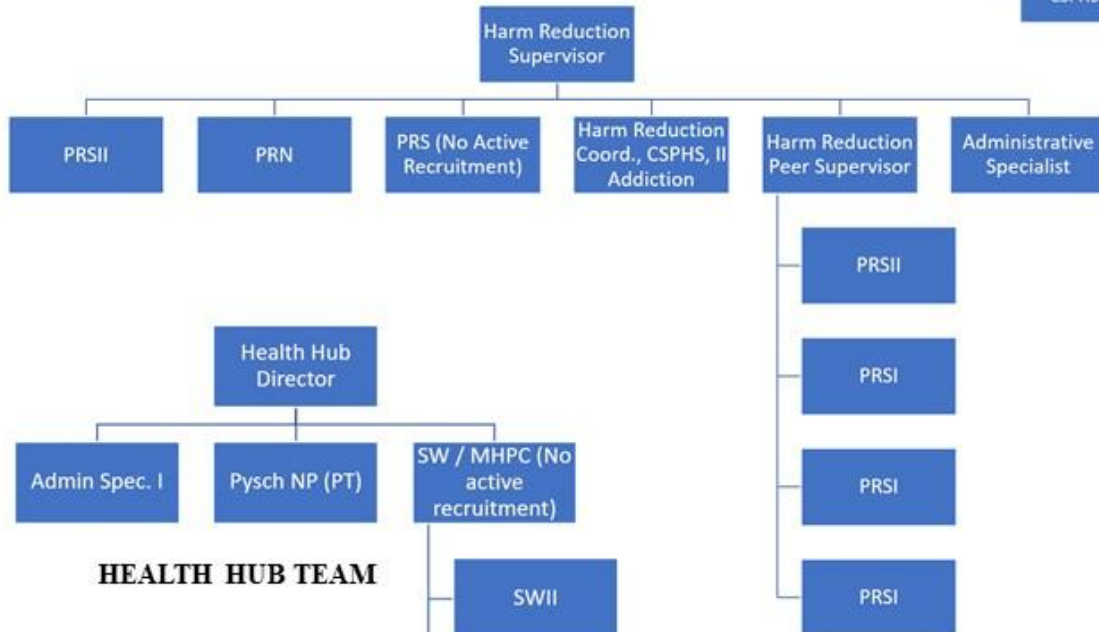 Harm Reduction
Supervisor
PRSII
PRN
PRS (No Active
Recruitment)
Harm Reduction
Coord., CSPHS, II
Addiction
Harm Reduction
Peer Supervisor
Administrative
Specialist
PRSII
PRSI
PRSI
PRSI
Health Hub
Director
Admin Spec. I
Pysch NP (PT)
SW / MHPC (No
active
recruitment)
HEALTH HUB TEAM
SWII